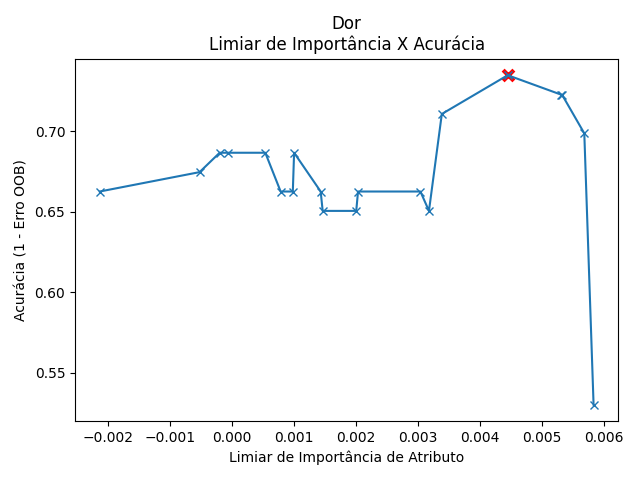 Dor
Limiar de Importância X Acurácia
Acurácia (1 - Erro OOB)
0.70
0.65
0.60
0.55
−0.002 −0.001 0.000 0.001 0.002 0.003 0.004 0.005 0.006
Limiar de Importância de Atributo